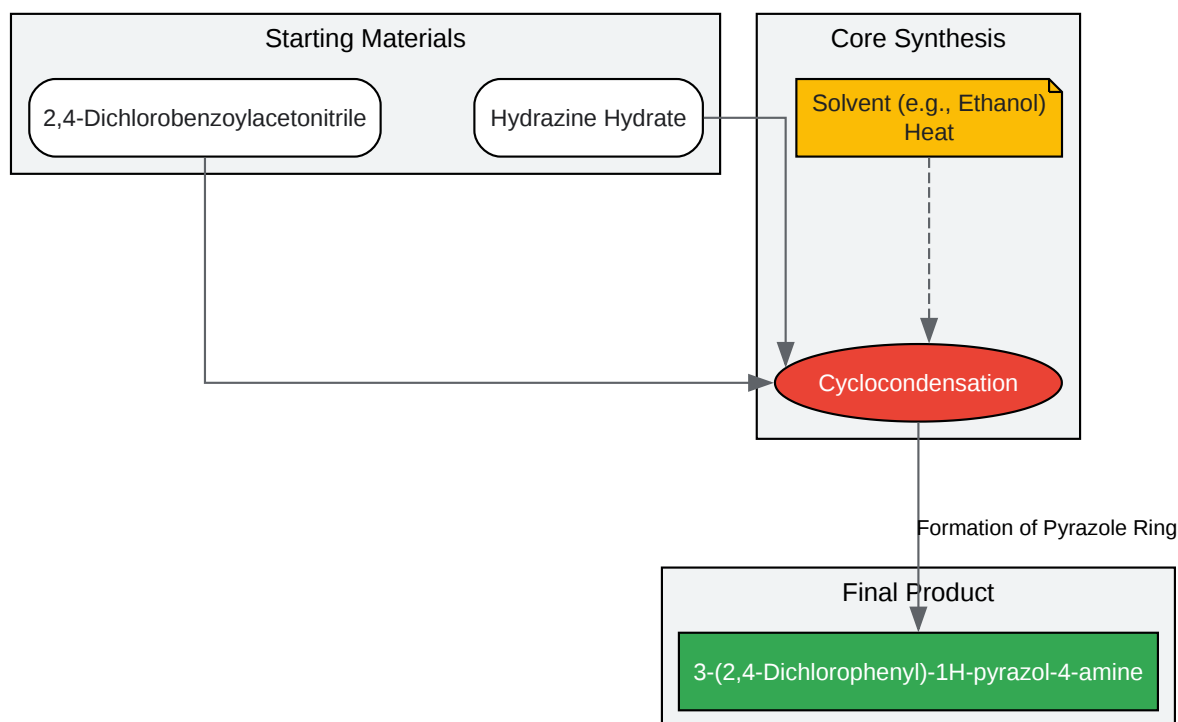 Starting Materials
2,4-Dichlorobenzoylacetonitrile
Hydrazine Hydrate
Core Synthesis
Solvent (e.g., Ethanol)
Heat
Cyclocondensation
Formation of Pyrazole Ring
Final Product
3-(2,4-Dichlorophenyl)-1H-pyrazol-4-amine